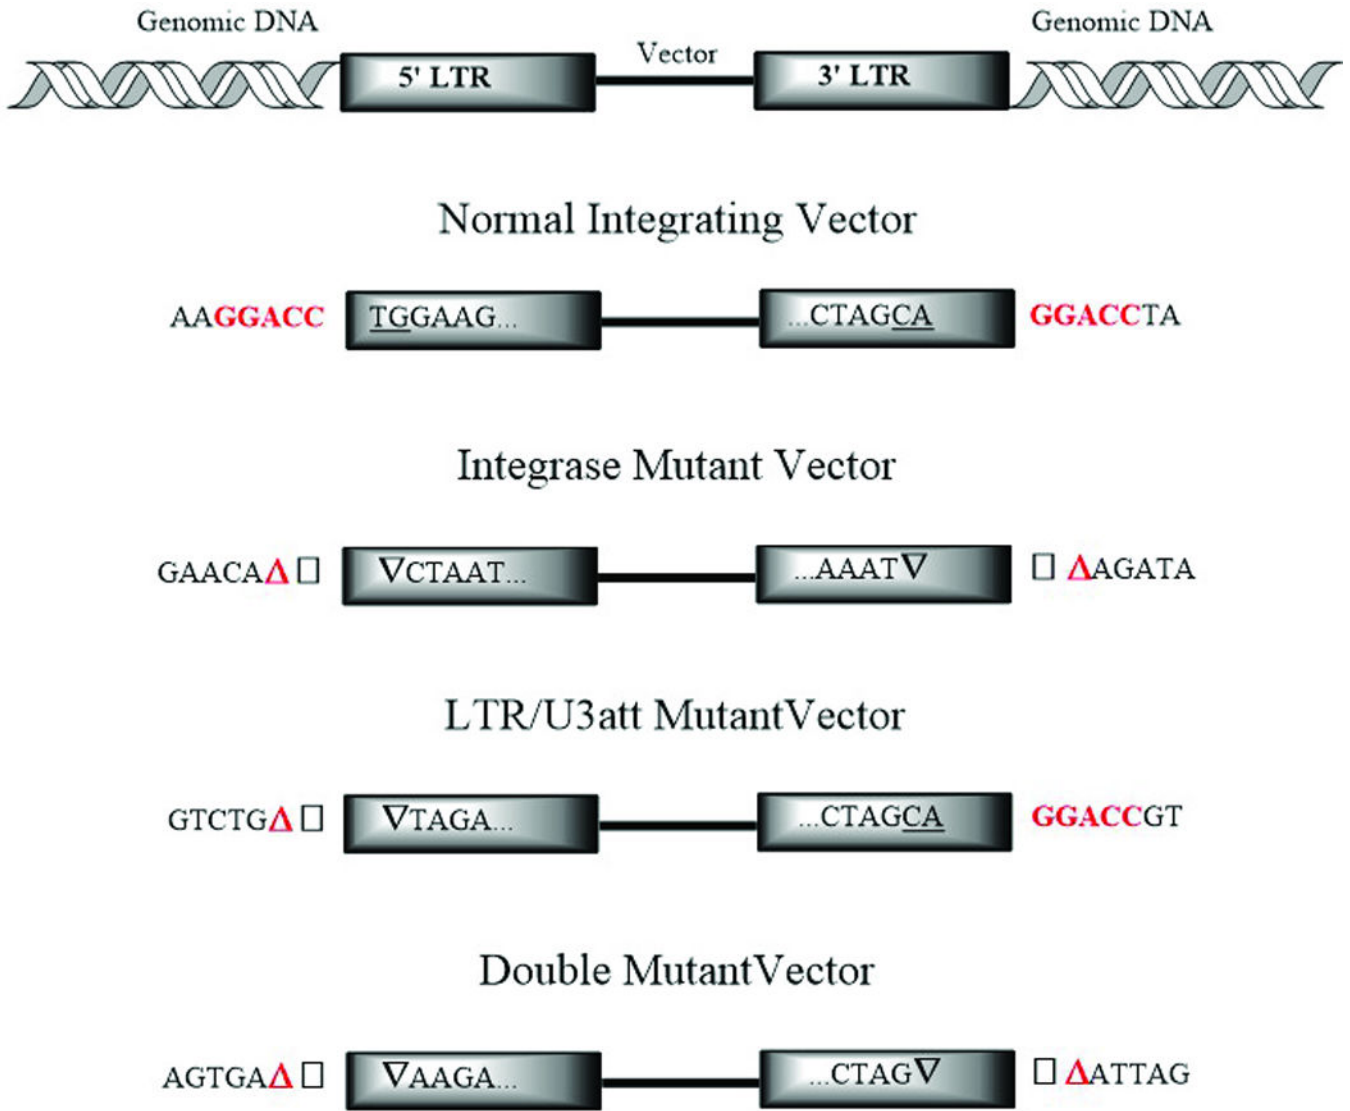 Genomic DNA Genomic DNA
5' LTR Vector 3' LTR
Normal Integrating Vector
AAGGACC TGGAAG... ...CTAGCA GGACCTA
Integrase Mutant Vector
GAACAΔ □ ∇CTAAT... ...AAAT∇ □ ΔAGATA
LTR/U3att MutantVector
GTCTGΔ □ ∇TAGA... ...CTAGCA GGACCGT
Double MutantVector
AGTGAΔ □ ∇AAGA... ...CTAG∇ □ ΔATTAG